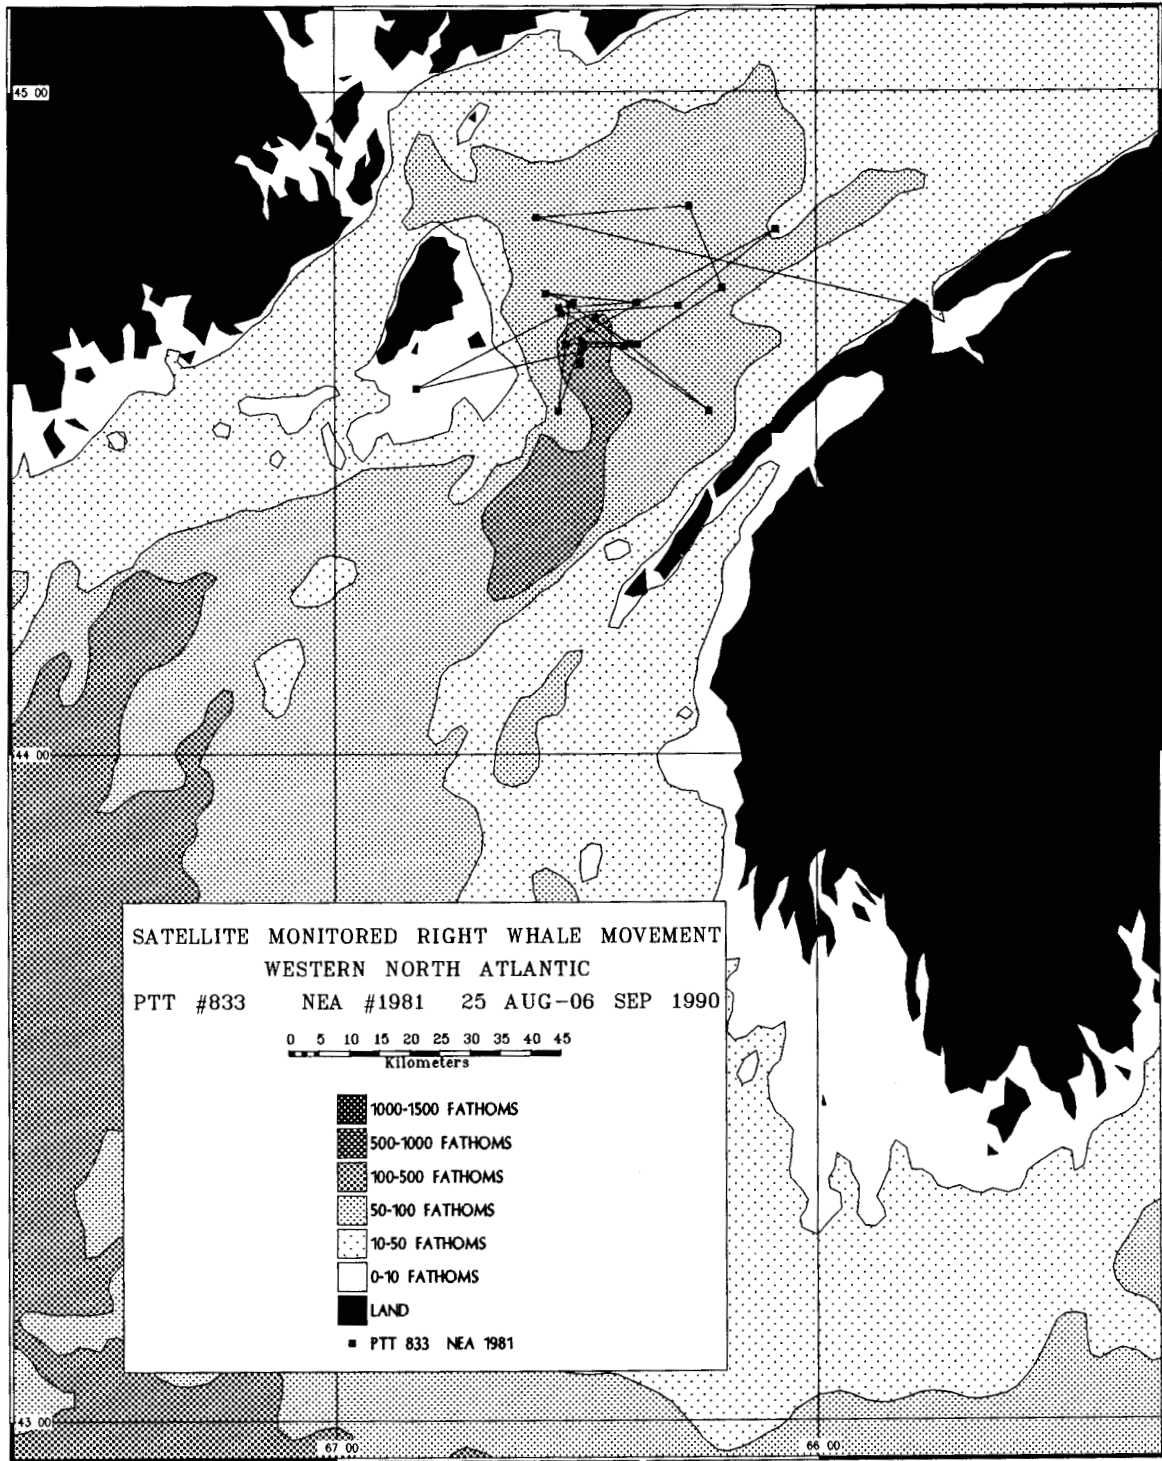 45 00
44 00
SATELLITE MONITORED RIGHT WHALE MOVEMENT
WESTERN NORTH ATLANTIC
PTT #833 NEA #1981 25 AUG-06 SEP 1990
0 5 10 15 20 25 30 35 40 45
Kilometers
1000-1500 FATHOMS
500-1000 FATHOMS
100-500 FATHOMS
50-100 FATHOMS
10-50 FATHOMS
0-10 FATHOMS
LAND
PTT 833 NEA 1981
43 00
67 00
66 00